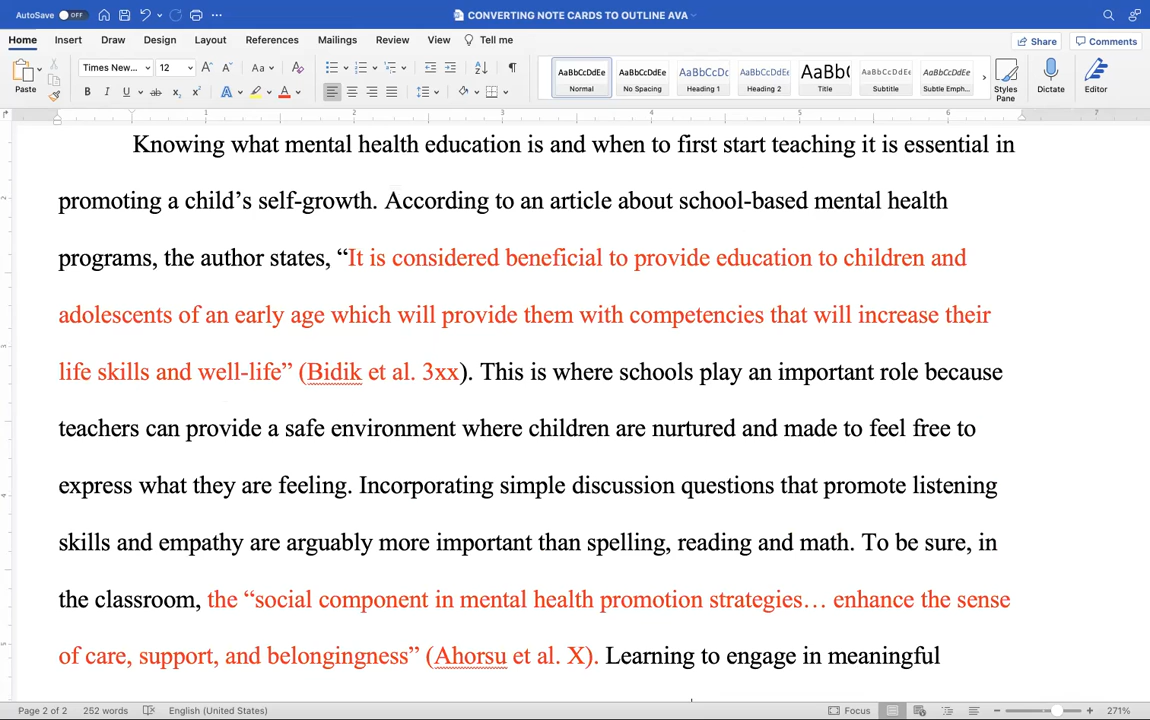 AutoSave OFF
CONVERTING NOTE CARDS TO OUTLINE AVA
Home Insert Draw Design Layout References Mailings Review View Tell me Share Comments
Paste
Times New... 12
Aa
AaBbCcDdEe AaBbCcDdEe AaBbCcDc AaBbCcDdEe AaBb( AaBbCcDdEe AaBbCcDdEe
Normal No Spacing Heading 1 Heading 2 Title Subtitle Subtle Emph...
Styles Pane
Dictate
Editor
1 2 3 4 5 6 7
Knowing what mental health education is and when to first start teaching it is essential in
promoting a child’s self-growth. According to an article about school-based mental health
programs, the author states, “It is considered beneficial to provide education to children and
adolescents of an early age which will provide them with competencies that will increase their
life skills and well-life” (Bidik et al. 3xx). This is where schools play an important role because
teachers can provide a safe environment where children are nurtured and made to feel free to
express what they are feeling. Incorporating simple discussion questions that promote listening
skills and empathy are arguably more important than spelling, reading and math. To be sure, in
the classroom, the “social component in mental health promotion strategies… enhance the sense
of care, support, and belongingness” (Ahorsu et al. X). Learning to engage in meaningful
Page 2 of 2 252 words English (United States) Focus 271%